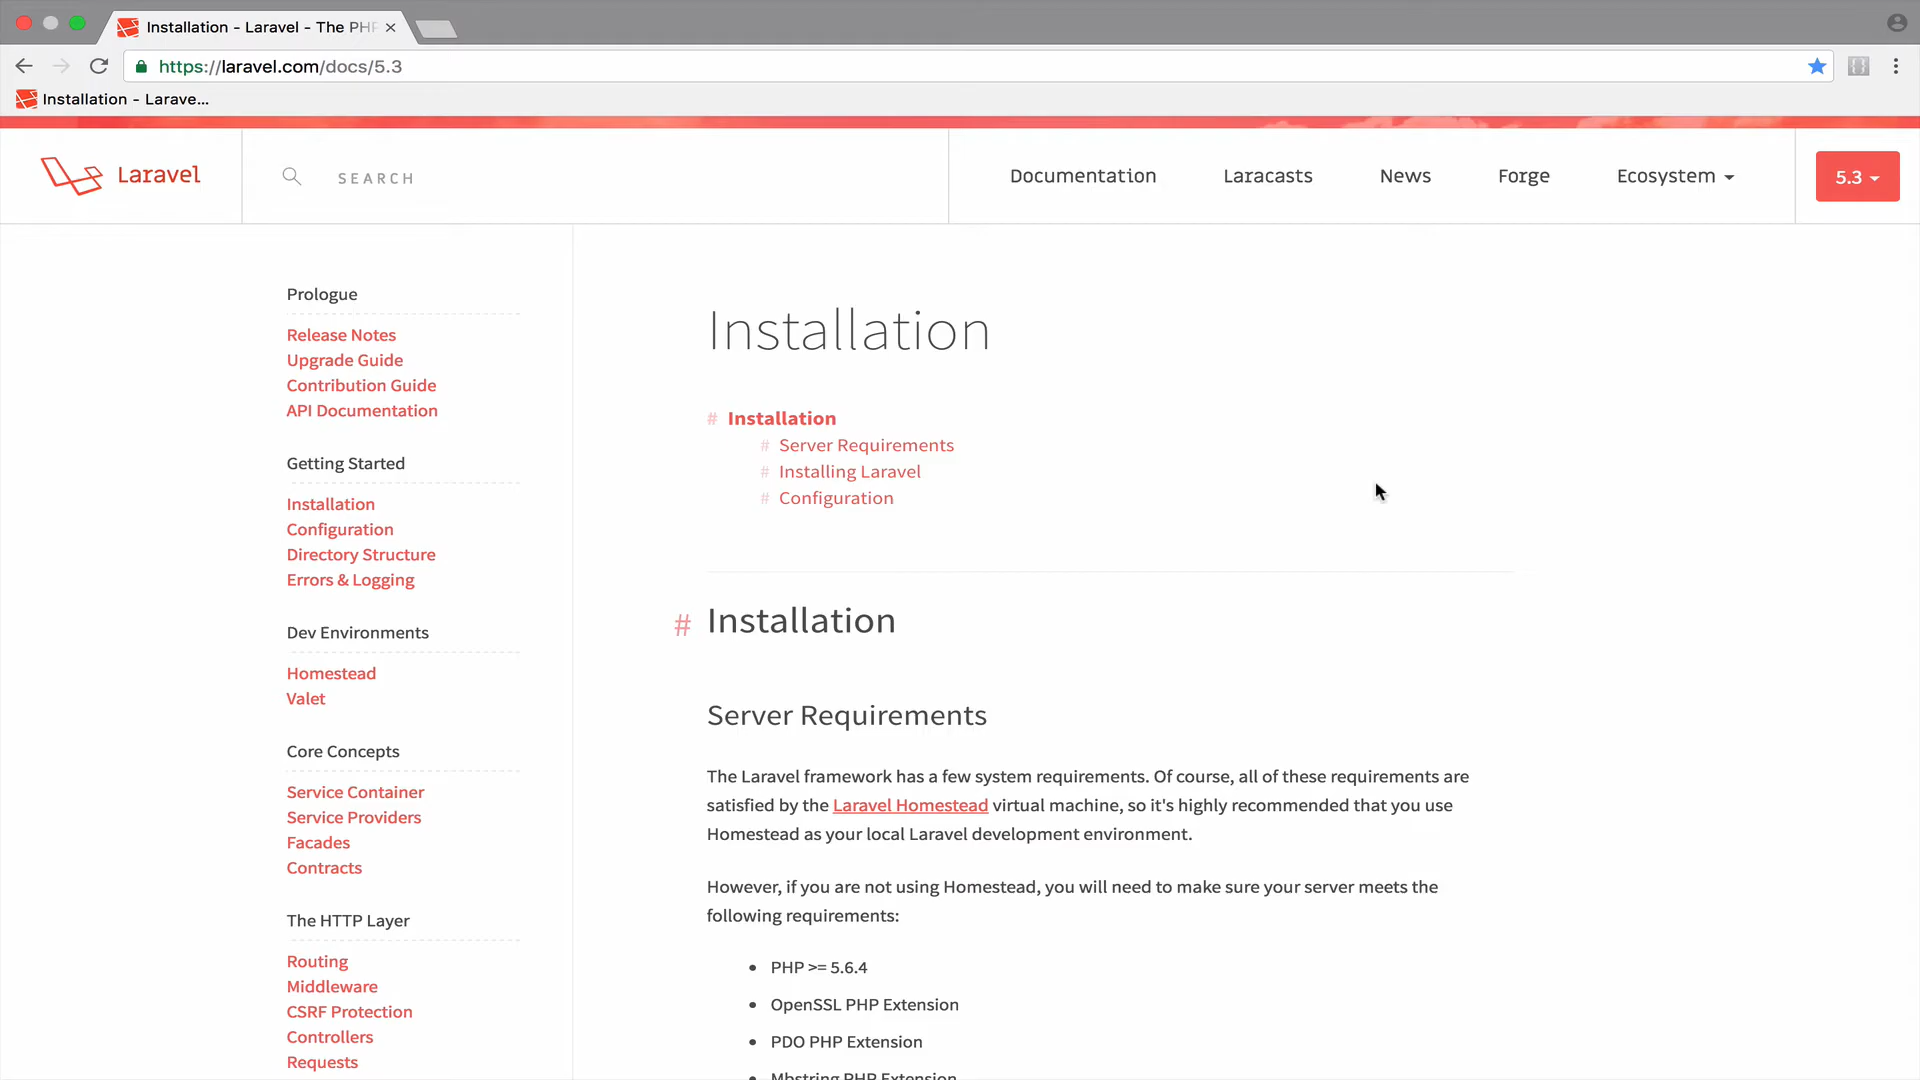 Installation - Laravel - The PHP
https://laravel.com/docs/5.3
Installation - Larave...
Laravel
SEARCH
Documentation
Laracasts
News
Forge
Ecosystem
5.3
Prologue
Release Notes
Upgrade Guide
Contribution Guide
API Documentation
Getting Started
Installation
Configuration
Directory Structure
Errors & Logging
Dev Environments
Homestead
Valet
Core Concepts
Service Container
Service Providers
Facades
Contracts
The HTTP Layer
Routing
Middleware
CSRF Protection
Controllers
Requests
Installation
# Installation
# Server Requirements
# Installing Laravel
# Configuration
# Installation
Server Requirements
The Laravel framework has a few system requirements. Of course, all of these requirements are
satisfied by the Laravel Homestead virtual machine, so it's highly recommended that you use
Homestead as your local Laravel development environment.
However, if you are not using Homestead, you will need to make sure your server meets the
following requirements:
• PHP >= 5.6.4
• OpenSSL PHP Extension
• PDO PHP Extension
• Mbstring PHP Extension